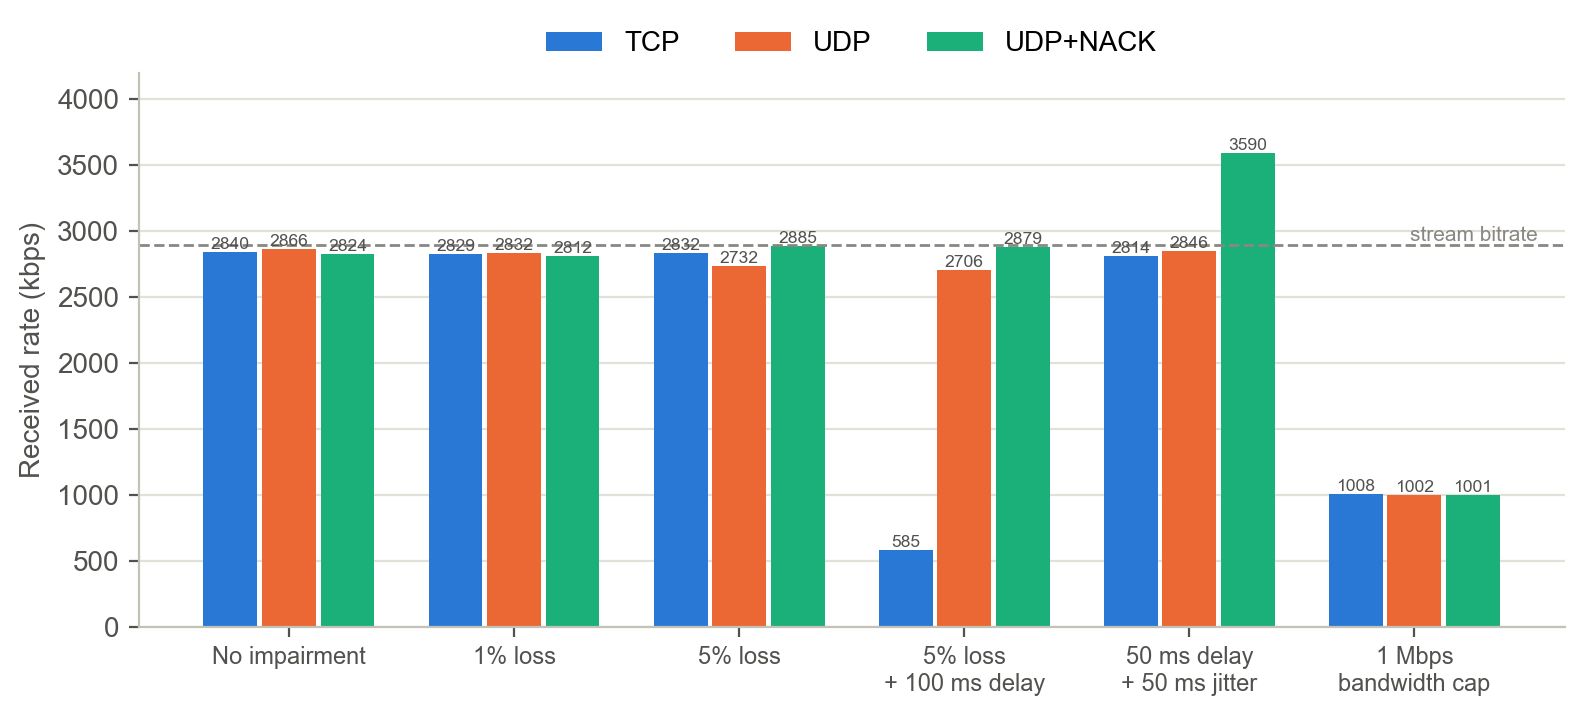 TCP UDP UDP+NACK
Received rate (kbps)
4000
3500
3000
2500
2000
1500
1000
500
0
stream bitrate
2840 2866 2824
2829 2832 2812
2832 2732 2885
585 2706 2879
2814 2846 3590
1008 1002 1001
No impairment
1% loss
5% loss
5% loss
+ 100 ms delay
50 ms delay
+ 50 ms jitter
1 Mbps
bandwidth cap